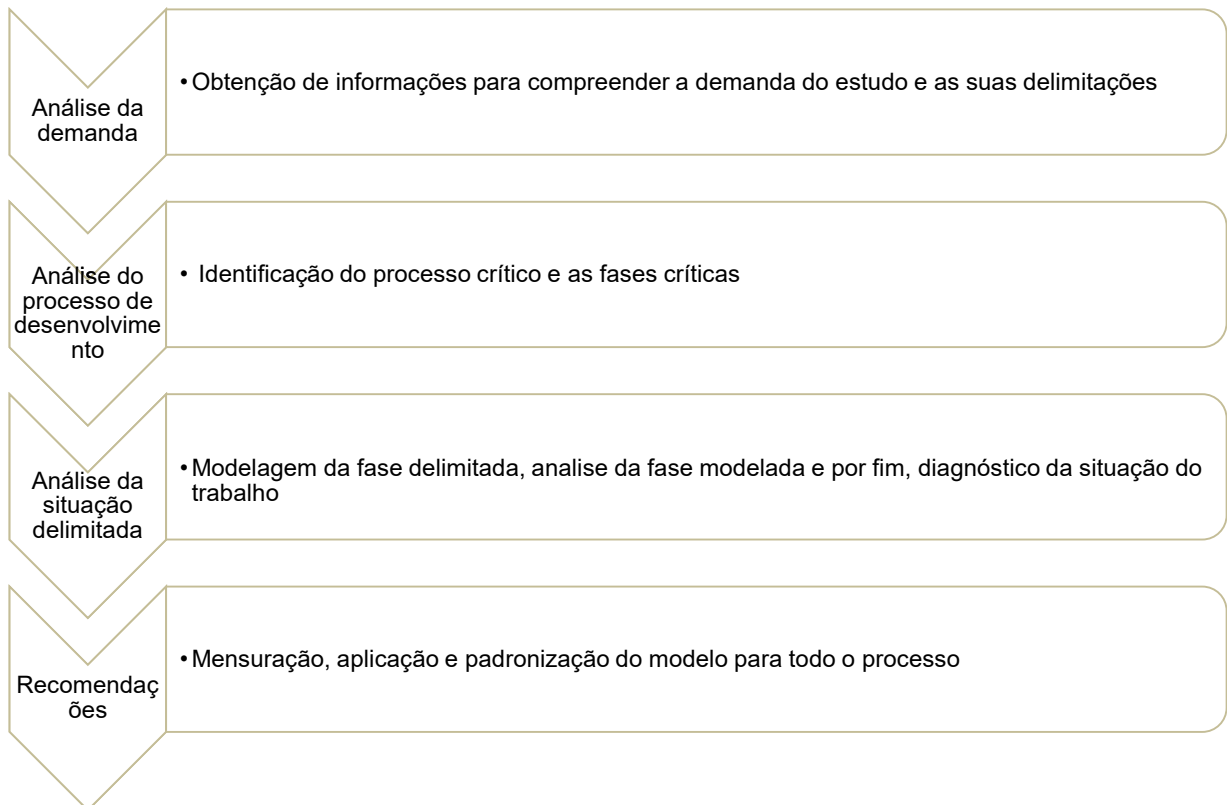 Análise da
demanda
•Obtenção de informações para compreender a demanda do estudo e as suas delimitações
Análise do
processo de
desenvolvime
nto
• Identificação do processo crítico e as fases críticas
Análise da
situação
delimitada
•Modelagem da fase delimitada, analise da fase modelada e por fim, diagnóstico da situação do
trabalho
Recomendaç
ões
•Mensuração, aplicação e padronização do modelo para todo o processo